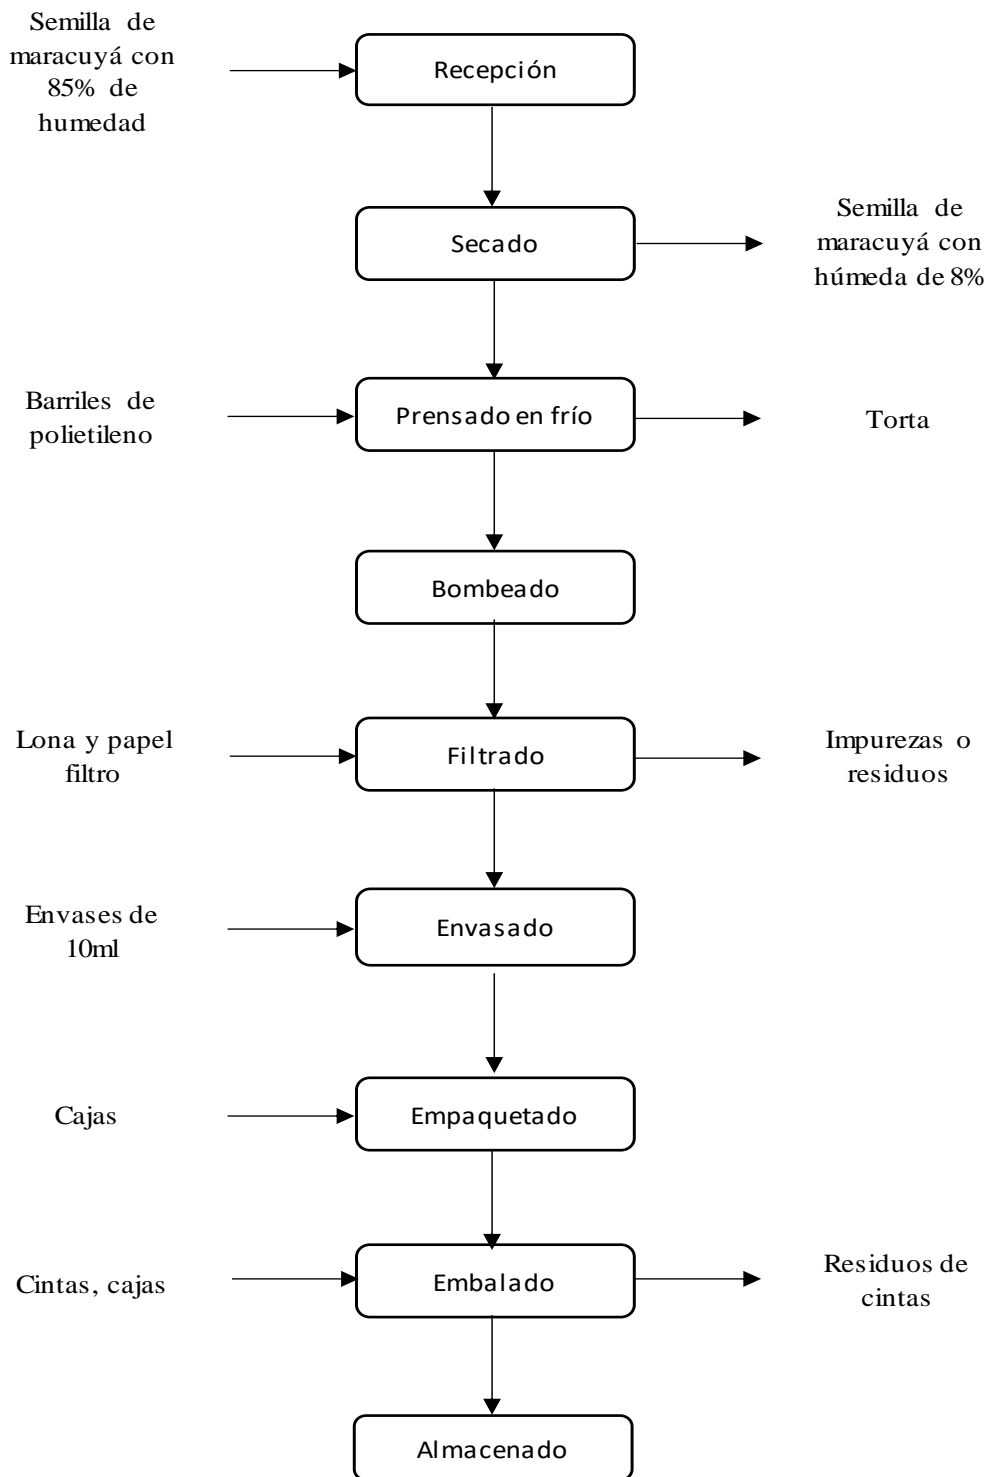 Semilla de
maracuyá con
85% de
humedad
Recepción
Secado
Semilla de
maracuyá con
húmeda de 8%
Barriles de
polietileno
Prensado en frío
Torta
Bombeado
Lona y papel
filtro
Filtrado
Impurezas o
residuos
Envases de
10ml
Envasado
Cajas
Empaquetado
Cintas, cajas
Embalado
Residuos de
cintas
Almacenado